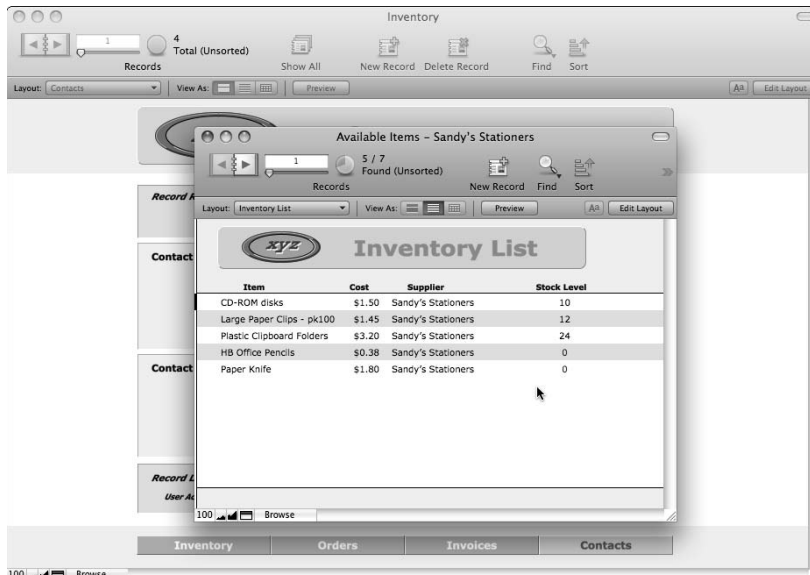 Inventory
1
4
Total (Unsorted)
Records
Show All
New Record
Delete Record
Find
Sort
Layout: Contacts
View As:
Preview
Aa
Edit Layout
Available Items – Sandy's Stationers
1
5 / 7
Found (Unsorted)
Records
New Record
Find
Sort
Layout: Inventory List
View As:
Preview
Aa
Edit Layout
xyz
Inventory List
Item Cost Supplier Stock Level
CD-ROM disks $1.50 Sandy's Stationers 10
Large Paper Clips - pk100 $1.45 Sandy's Stationers 12
Plastic Clipboard Folders $3.20 Sandy's Stationers 24
HB Office Pencils $0.38 Sandy's Stationers 0
Paper Knife $1.80 Sandy's Stationers 0
100
Browse
Record
Contact
Contact
Record
User
Inventory Orders Invoices Contacts
100
Browse